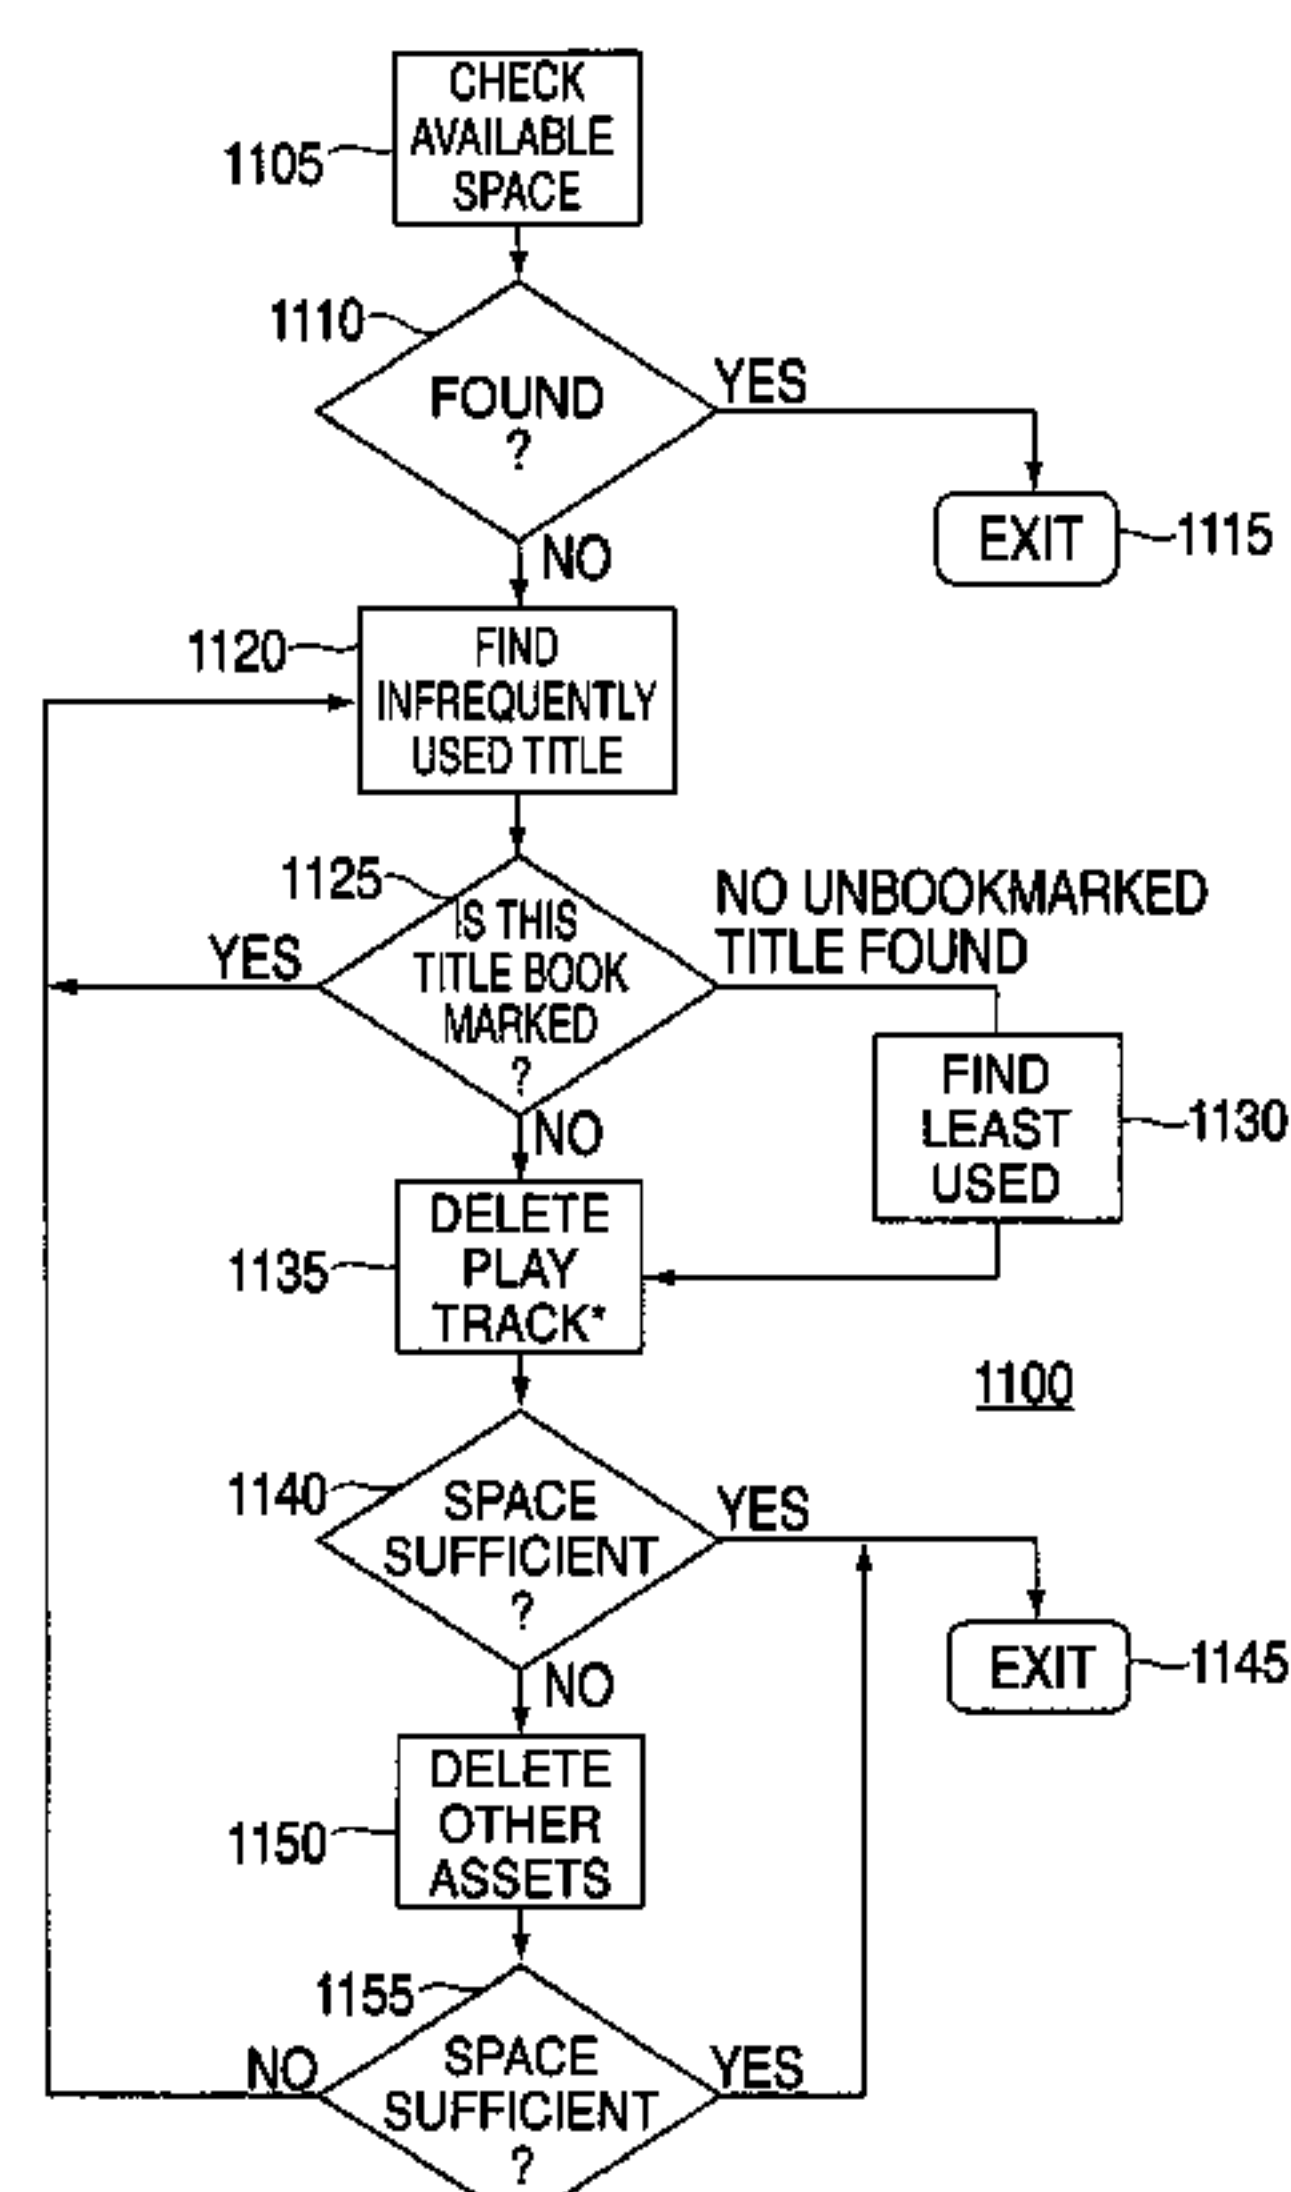 CHECK
AVAILABLE
SPACE
1105
1110
FOUND
?
YES
EXIT
1115
NO
1120
FIND
INFREQUENTLY
USED TITLE
1125
IS THIS
TITLE BOOK
MARKED
?
YES
NO UNBOOKMARKED
TITLE FOUND
FIND
LEAST
USED
1130
NO
DELETE
PLAY
TRACK*
1135
1100
1140
SPACE
SUFFICIENT
?
YES
EXIT
1145
NO
DELETE
OTHER
ASSETS
1150
1155
SPACE
SUFFICIENT
?
NO
YES